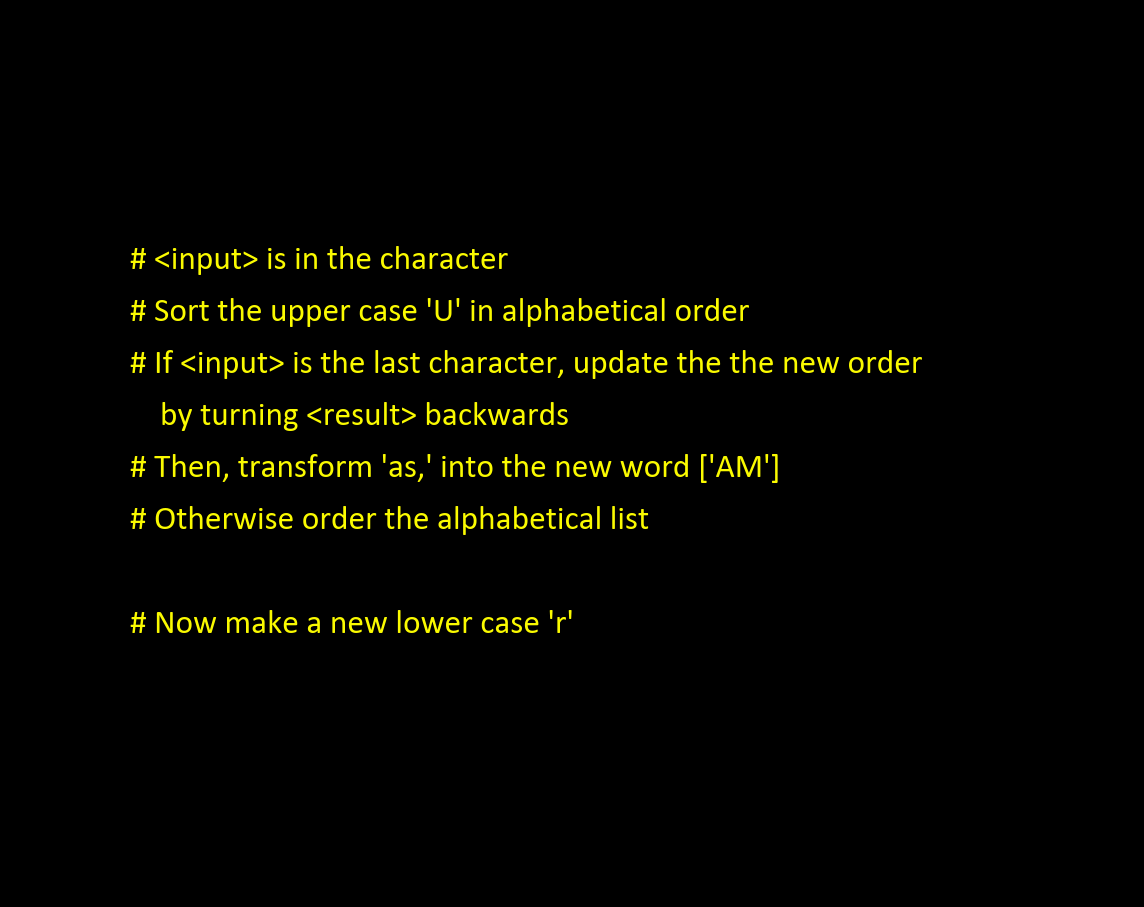 # <input> is in the character
# Sort the upper case 'U' in alphabetical order
# If <input> is the last character, update the the new order
by turning <result> backwards
# Then, transform 'as,' into the new word ['AM']
# Otherwise order the alphabetical list
# Now make a new lower case 'r'